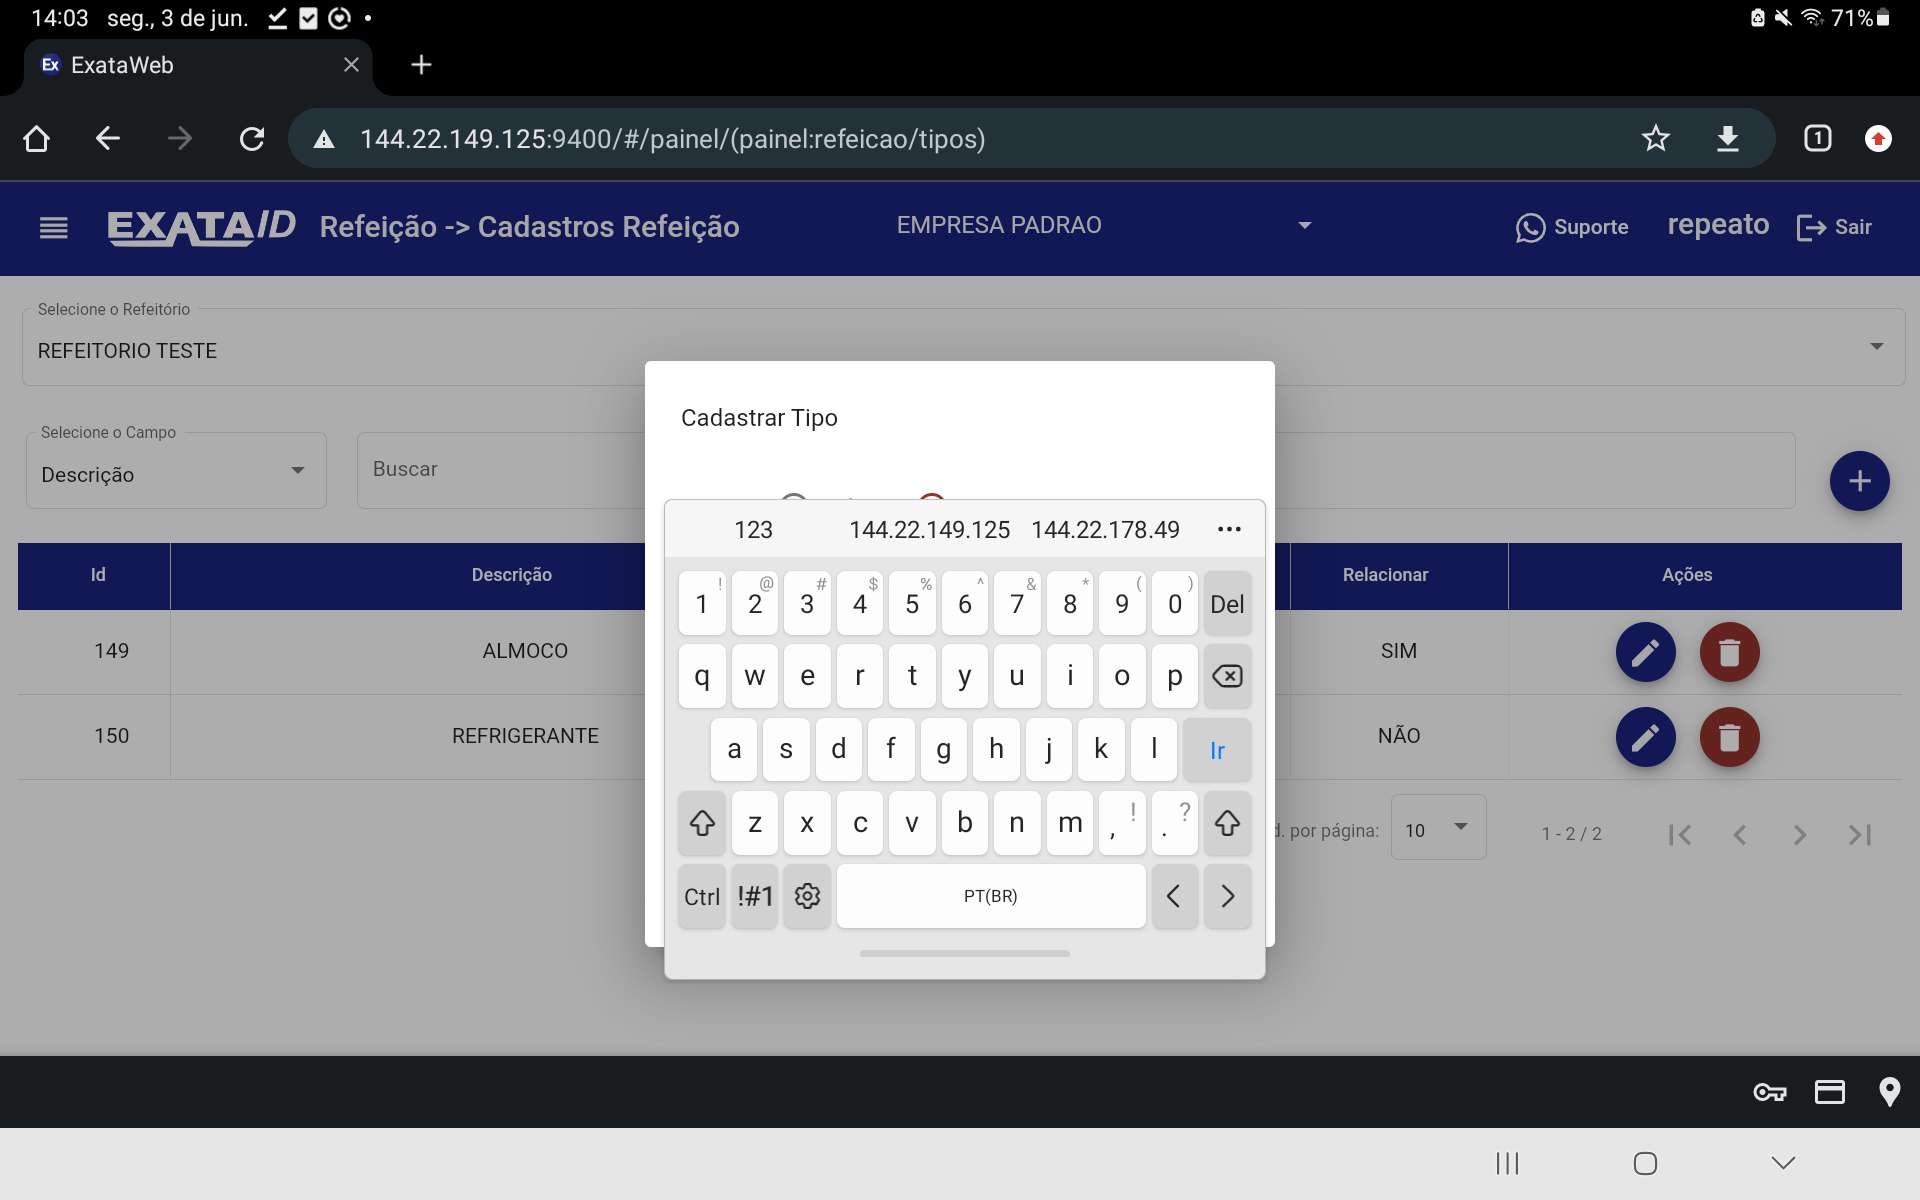 14:03 seg., 3 de jun.
71%
Ex ExataWeb
144.22.149.125:9400/#/painel/(painel:refeicao/tipos)
1
EXATA/ID Refeição -> Cadastros Refeição EMPRESA PADRAO Suporte repeato Sair
Selecione o Refeitório
REFEITORIO TESTE
Cadastrar Tipo
Selecione o Campo
Descrição
Buscar
Id Descrição Relacionar Ações
149 ALMOCO SIM
150 REFRIGERANTE NÃO
d. por página: 10 1 - 2 / 2
123 144.22.149.125 144.22.178.49 •••
! @ # $ % ^ & * ( )
1 2 3 4 5 6 7 8 9 0 Del
q w e r t y u i o p
a s d f g h j k l Ir
z x c v b n m , ! . ?
Ctrl !#1 PT(BR) < >